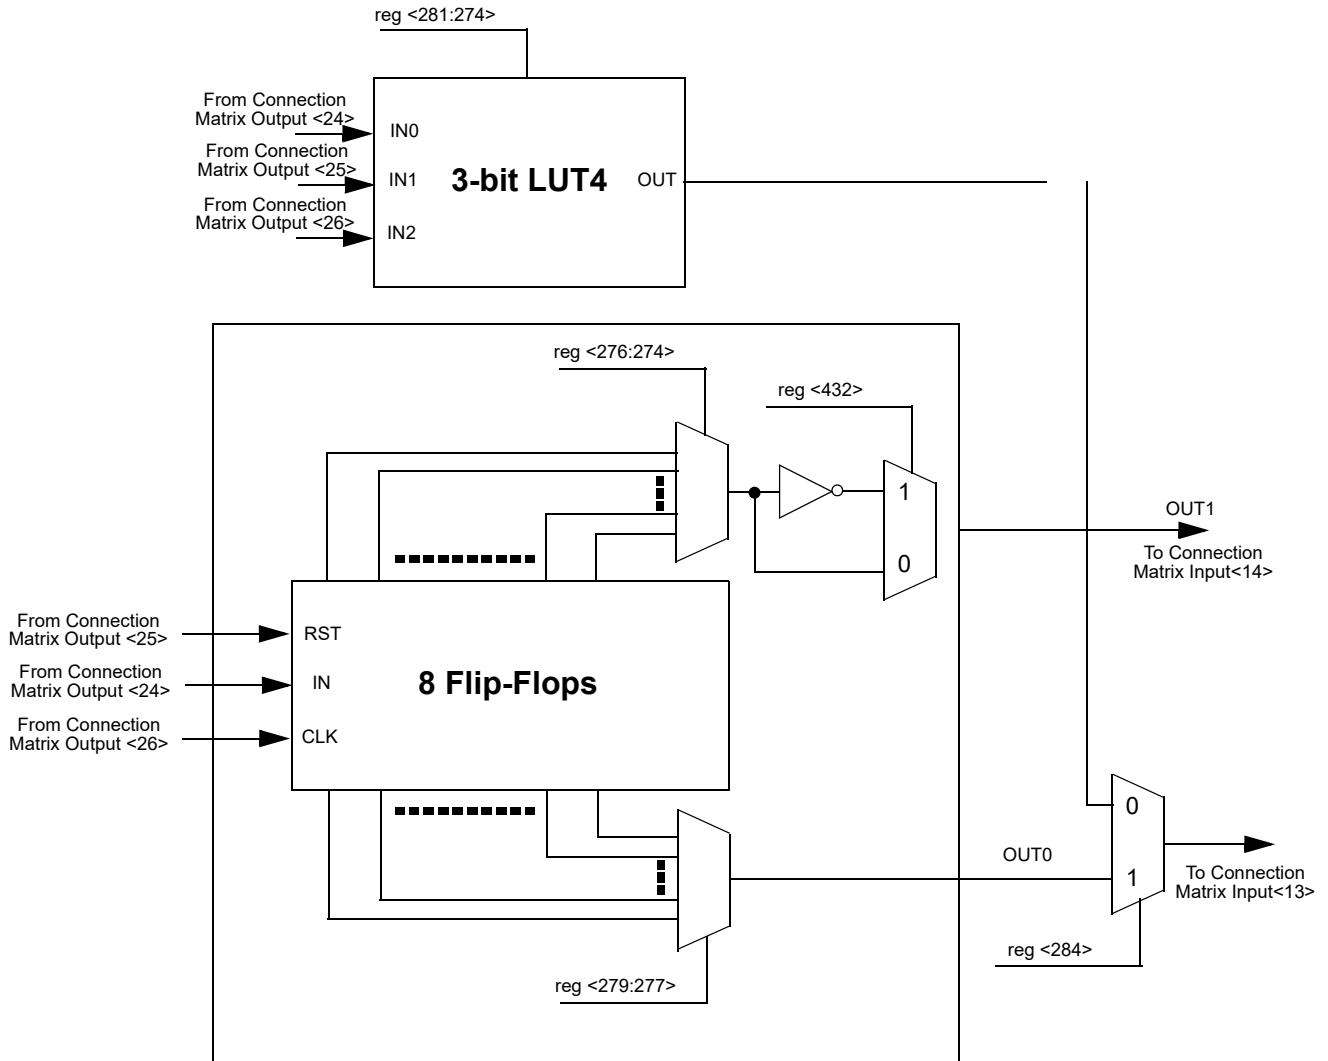 reg <281:274>
From Connection
Matrix Output <24>
IN0
From Connection
Matrix Output <25>
IN1
3-bit LUT4
OUT
From Connection
Matrix Output <26>
IN2
reg <276:274>
reg <432>
1
0
OUT1
To Connection
Matrix Input<14>
From Connection
Matrix Output <25>
RST
From Connection
Matrix Output <24>
IN
8 Flip-Flops
From Connection
Matrix Output <26>
CLK
0
OUT0
1
To Connection
Matrix Input<13>
reg <284>
reg <279:277>